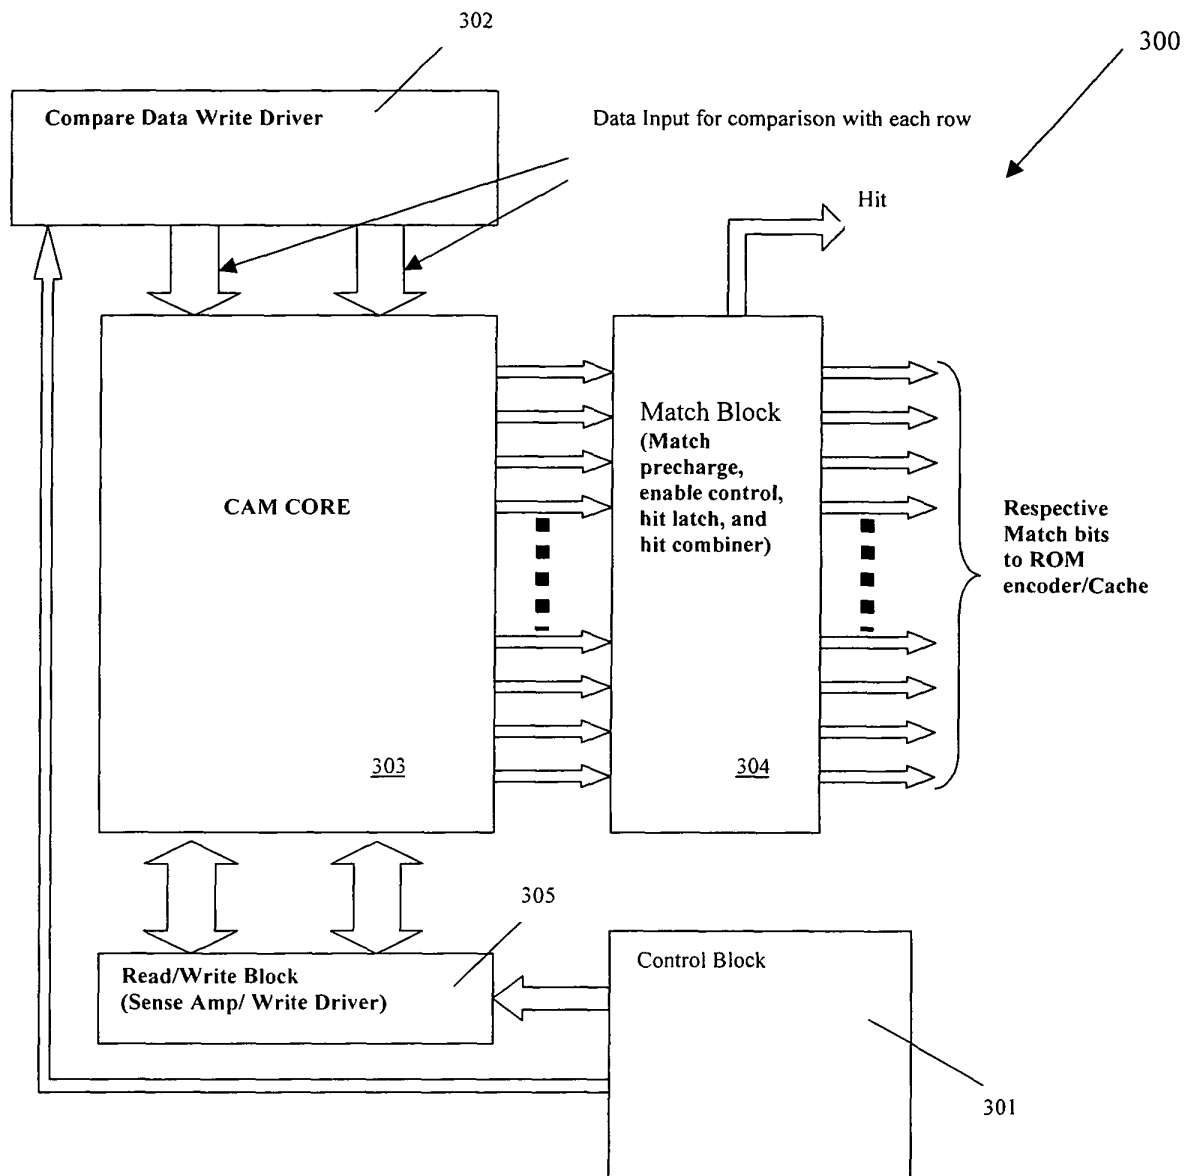 302
300
Compare Data Write Driver
Data Input for comparison with each row
Hit
Match Block
(Match
precharge,
enable control,
hit latch, and
hit combiner)
CAM CORE
Respective
Match bits
to ROM
encoder/Cache
303
304
305
Read/Write Block
(Sense Amp/ Write Driver)
Control Block
301